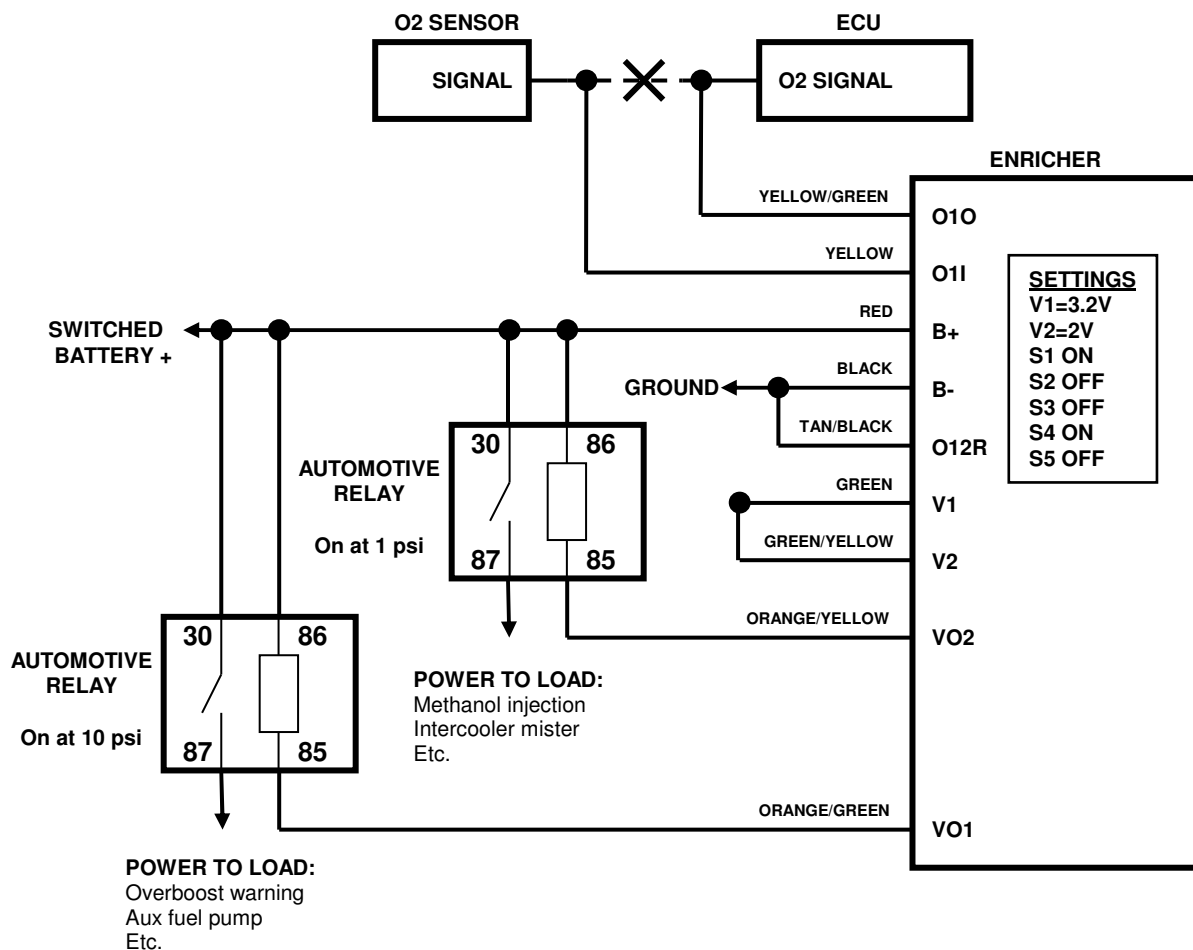 O2 SENSOR
ECU
SIGNAL
O2 SIGNAL
ENRICHER
YELLOW/GREEN
O1O
YELLOW
O1I
SETTINGS
V1=3.2V
V2=2V
S1 ON
S2 OFF
S3 OFF
S4 ON
S5 OFF
RED
B+
SWITCHED
BATTERY +
BLACK
B-
GROUND
TAN/BLACK
O12R
GREEN
V1
GREEN/YELLOW
V2
AUTOMOTIVE
RELAY
On at 1 psi
30 86
87 85
ORANGE/YELLOW
VO2
AUTOMOTIVE
RELAY
On at 10 psi
30 86
87 85
POWER TO LOAD:
Methanol injection
Intercooler mister
Etc.
ORANGE/GREEN
VO1
POWER TO LOAD:
Overboost warning
Aux fuel pump
Etc.